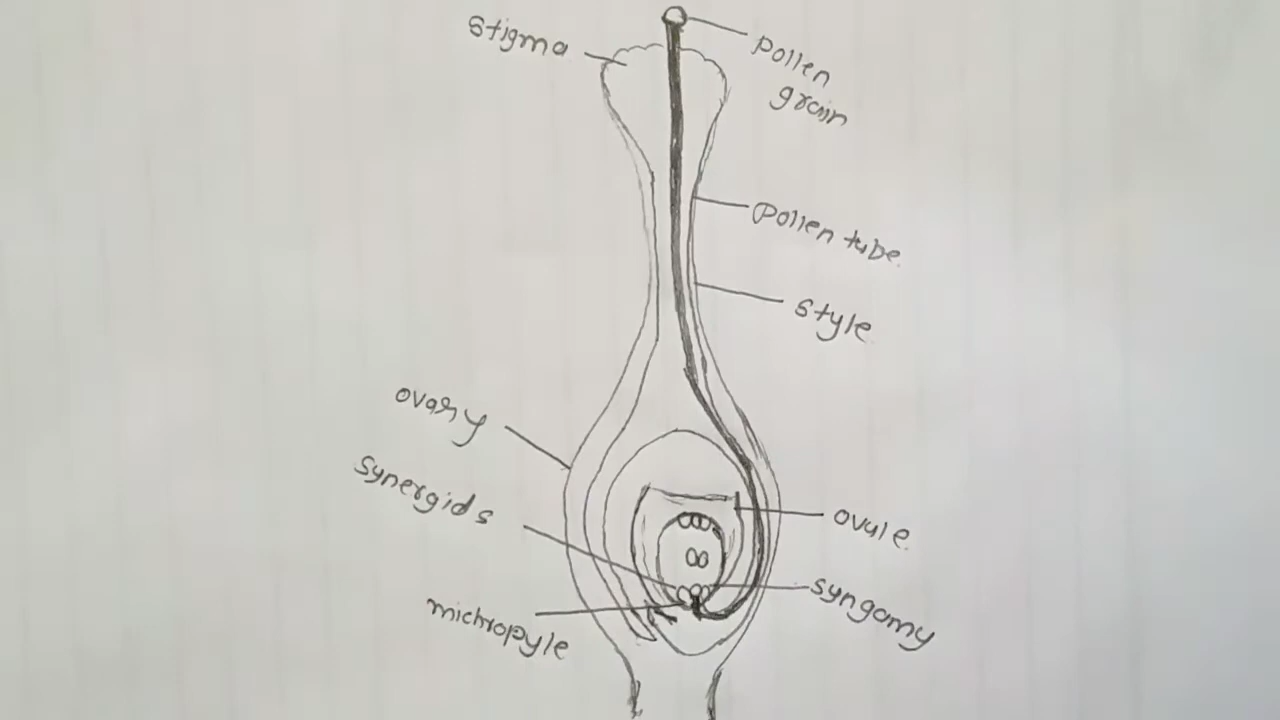 stigma
pollen
grain
pollen tube
style
ovary
synergids
ovule
syngamy
michropyle